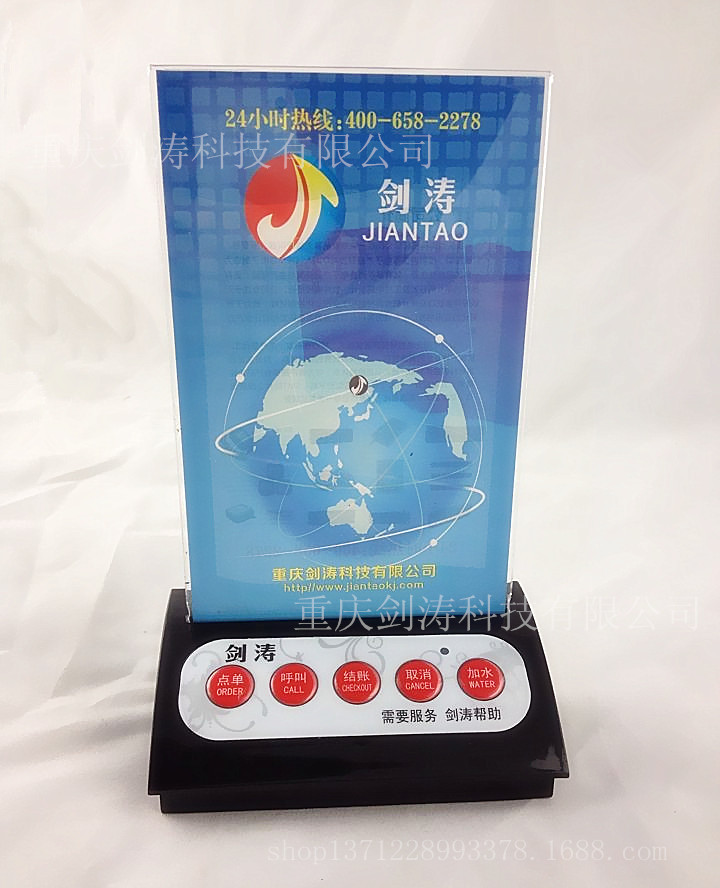 24小时热线:400-658-2278
重庆剑涛科技有限公司
剑涛
JIANTAO
重庆剑涛科技有限公司
http//www.jiantaokj.com
重庆剑涛科技有限公司
剑涛
点单 呼叫 结账 取消 加水
ORDER CALL CHECKOUT CANCEL WATER
需要服务 剑涛帮助
shop1371228993378.1688.com